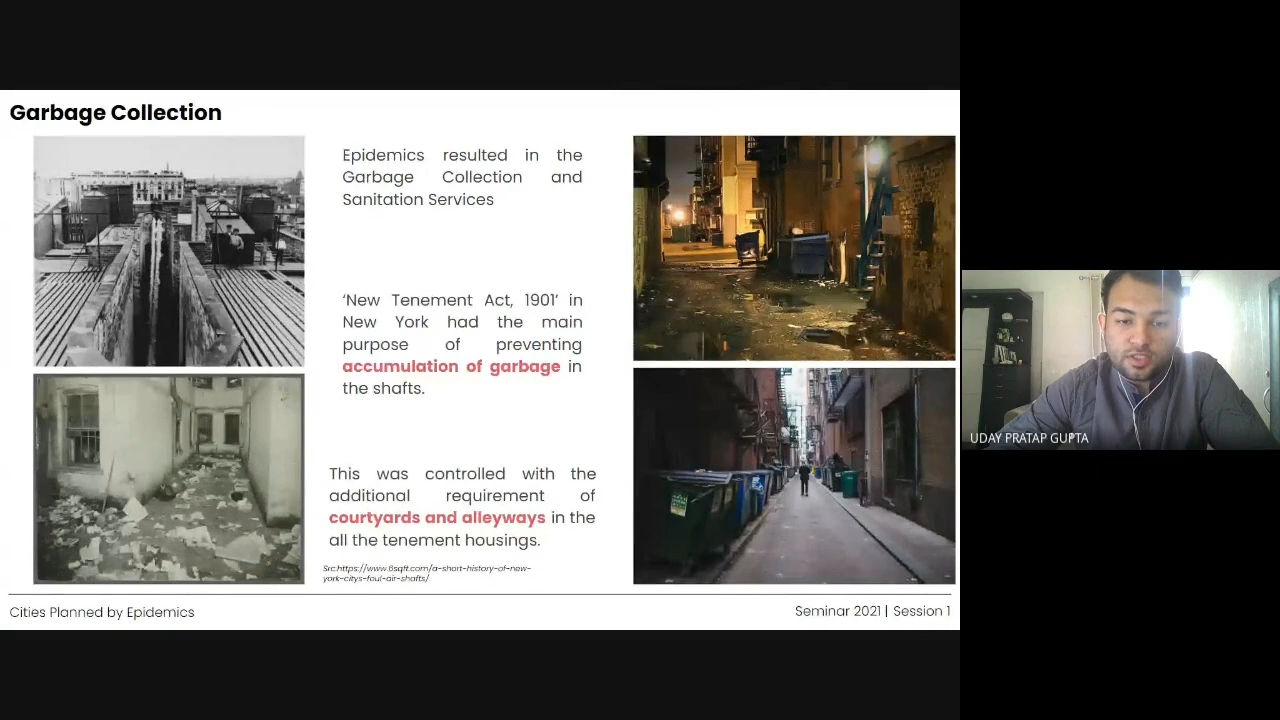 Garbage Collection
Epidemics resulted in the
Garbage Collection and
Sanitation Services
‘New Tenement Act, 1901’ in
New York had the main
purpose of preventing
accumulation of garbage in
the shafts.
This was controlled with the
additional requirement of
courtyards and alleyways in the
all the tenement housings.
Src:https://www.6sqft.com/a-short-history-of-new-
york-citys-foul-air-shafts/
Cities Planned by Epidemics
Seminar 2021 | Session 1
UDAY PRATAP GUPTA